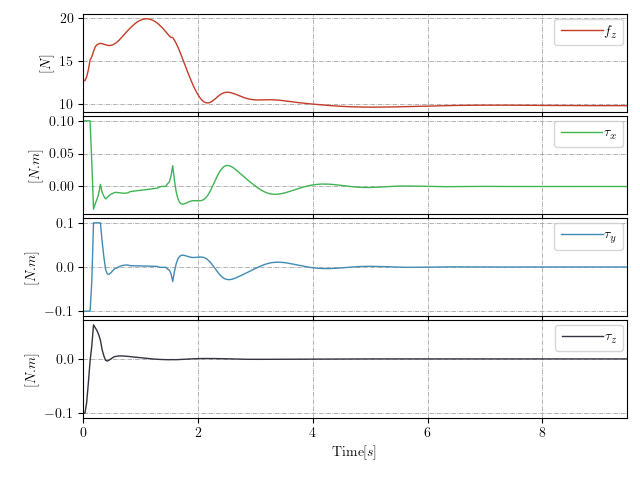 20
10
[N]
f_z
0.10
0.05
0.00
[N.m]
τ_x
0.1
0.0
−0.1
[N.m]
τ_y
0.0
−0.1
[N.m]
τ_z
0 2 4 6 8
Time[s]